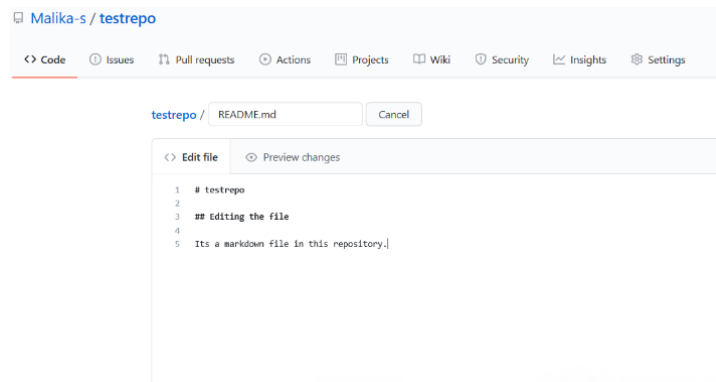 Malika-s / testrepo
<> Code Issues Pull requests Actions Projects Wiki Security Insights Settings
testrepo / README.md Cancel
<> Edit file Preview changes
1 # testrepo
2
3 ## Editing the file
4
5 Its a markdown file in this repository.